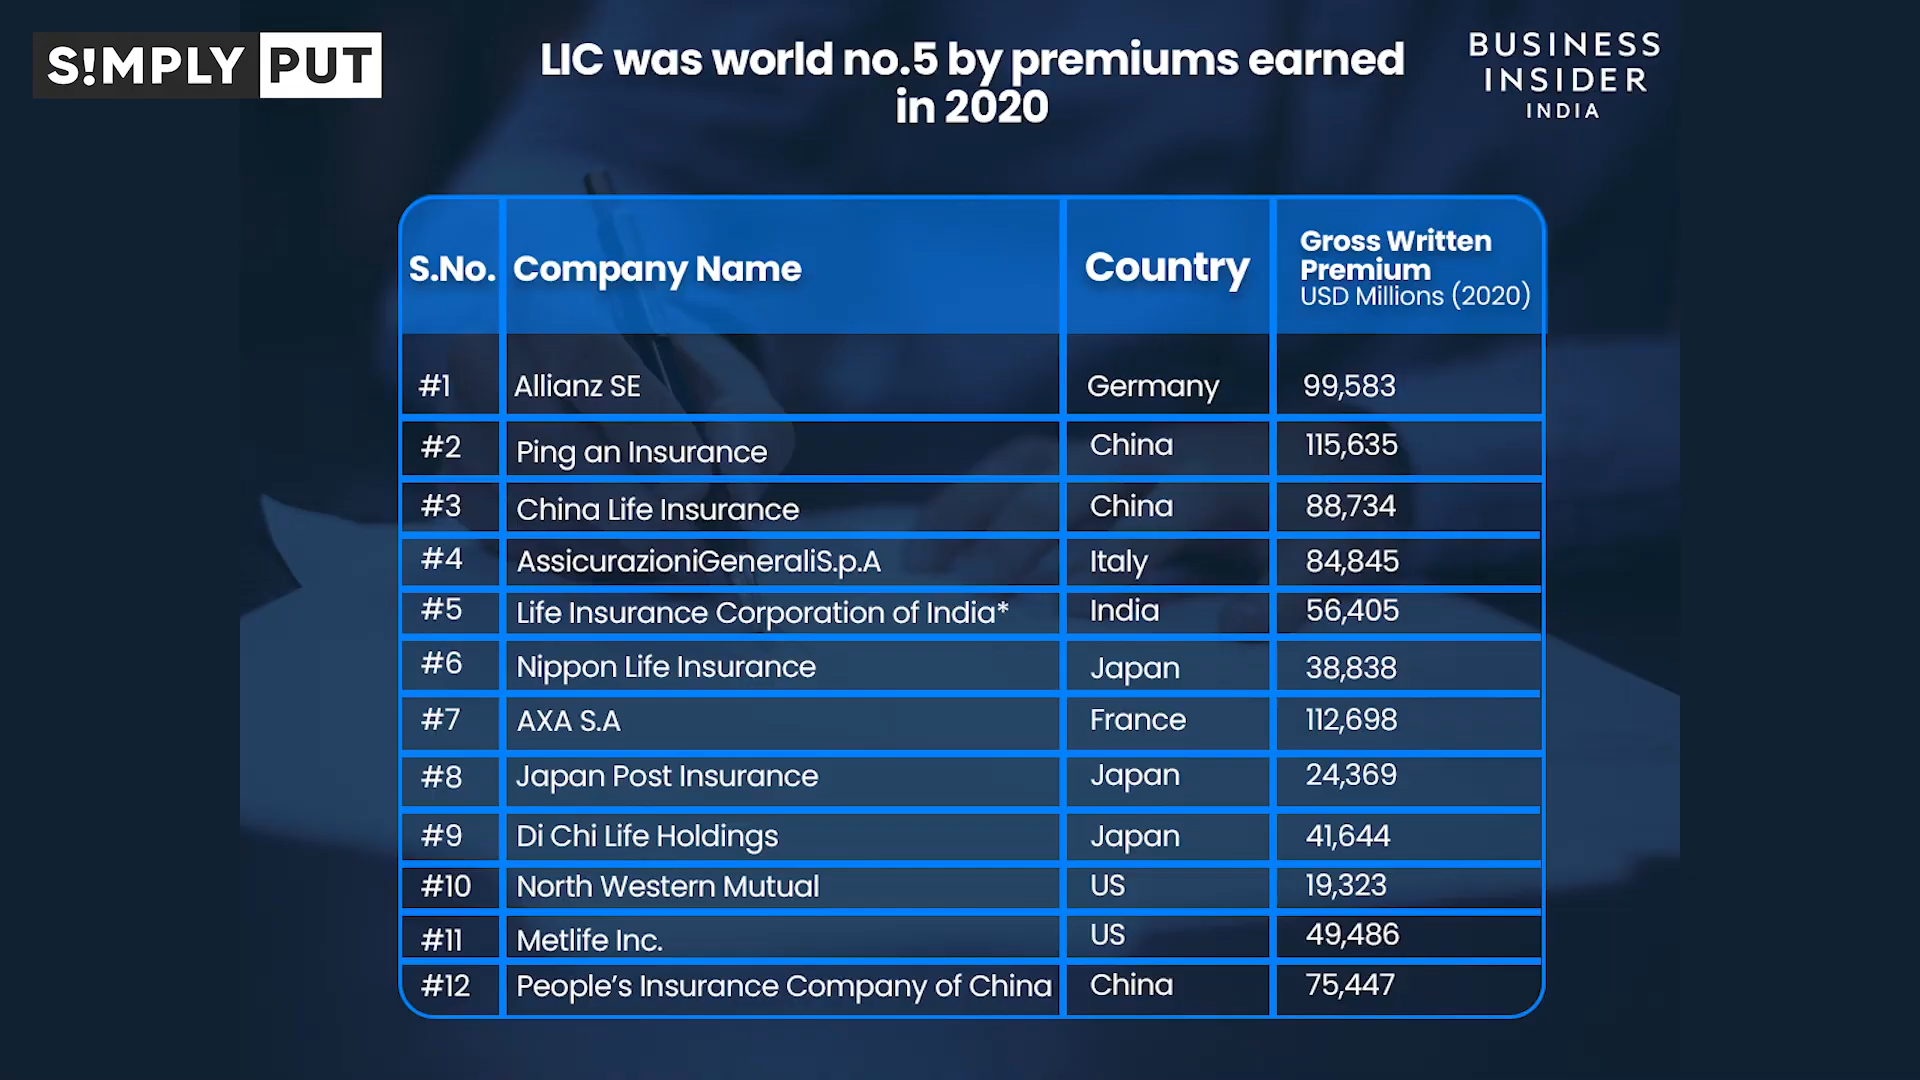 S!MPLY PUT
LIC was world no.5 by premiums earned
in 2020
BUSINESS
INSIDER
INDIA
S.No. Company Name Country Gross Written
Premium
USD Millions (2020)
#1 Allianz SE Germany 99,583
#2 Ping an Insurance China 115,635
#3 China Life Insurance China 88,734
#4 AssicurazioniGeneraliS.p.A Italy 84,845
#5 Life Insurance Corporation of India* India 56,405
#6 Nippon Life Insurance Japan 38,838
#7 AXA S.A France 112,698
#8 Japan Post Insurance Japan 24,369
#9 Di Chi Life Holdings Japan 41,644
#10 North Western Mutual US 19,323
#11 Metlife Inc. US 49,486
#12 People’s Insurance Company of China China 75,447